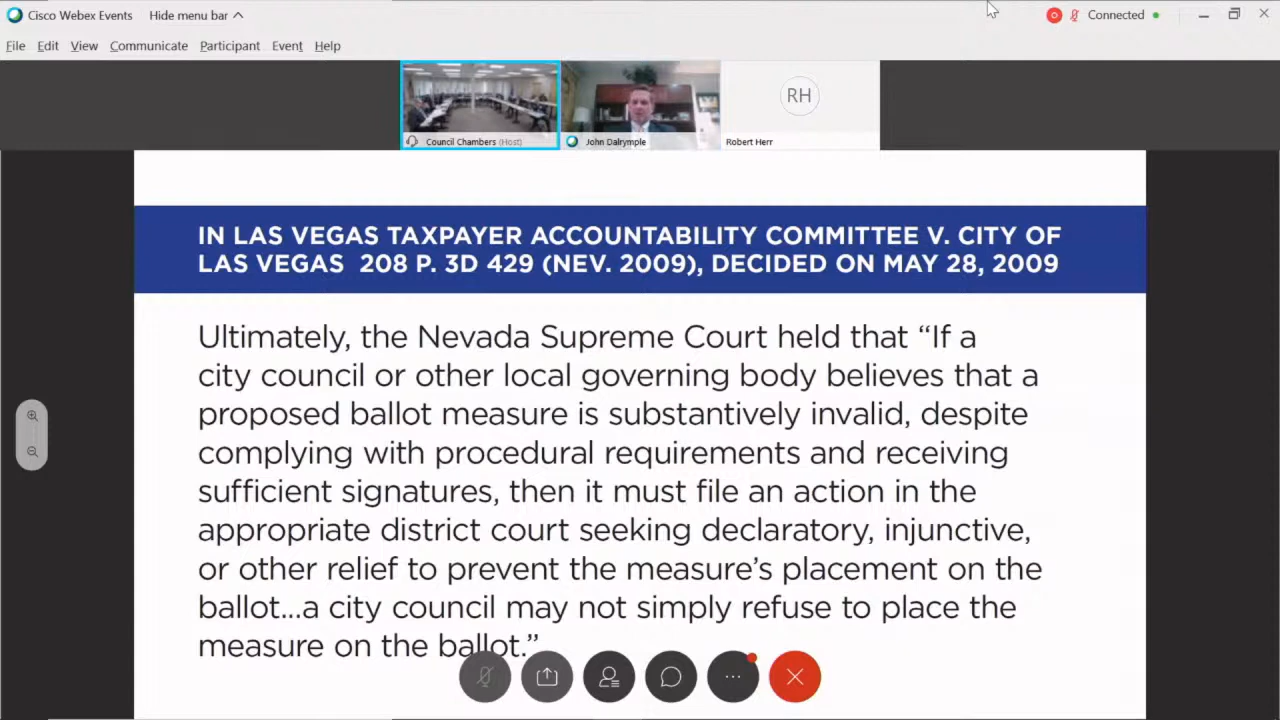 Cisco Webex Events
Hide menu bar
Connected
File Edit View Communicate Participant Event Help
RH
Council Chambers (Host)
John Dalrymple
Robert Herr
IN LAS VEGAS TAXPAYER ACCOUNTABILITY COMMITTEE V. CITY OF
LAS VEGAS 208 P. 3D 429 (NEV. 2009), DECIDED ON MAY 28, 2009
Ultimately, the Nevada Supreme Court held that “If a
city council or other local governing body believes that a
proposed ballot measure is substantively invalid, despite
complying with procedural requirements and receiving
sufficient signatures, then it must file an action in the
appropriate district court seeking declaratory, injunctive,
or other relief to prevent the measure’s placement on the
ballot...a city council may not simply refuse to place the
measure on the ballot.”